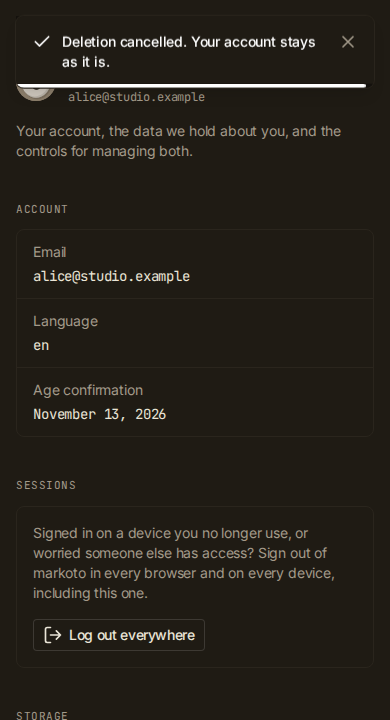 Deletion cancelled. Your account stays
as it is.
alice@studio.example
Your account, the data we hold about you, and the
controls for managing both.
ACCOUNT
Email
alice@studio.example
Language
en
Age confirmation
November 13, 2026
SESSIONS
Signed in on a device you no longer use, or
worried someone else has access? Sign out of
markoto in every browser and on every device,
including this one.
Log out everywhere
STORAGE